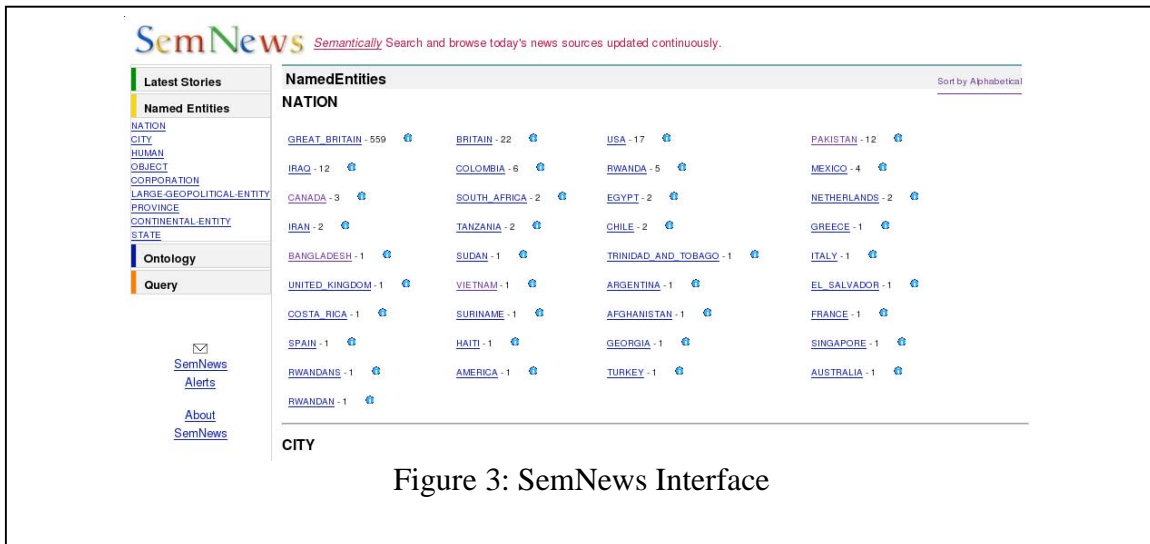 SemNews Semantically Search and browse today's news sources updated continuously.
Latest Stories
Named Entities
NATION
CITY
HUMAN
OBJECT
CORPORATION
LARGE-GEOPOLITICAL-ENTITY
PROVINCE
CONTINENTAL-ENTITY
STATE
Ontology
Query
SemNews
Alerts
About
SemNews
NamedEntities Sort by Alphabetical
NATION
GREAT_BRITAIN - 559 BRITAIN - 22 USA - 17 PAKISTAN - 12
IRAQ - 12 COLOMBIA - 6 RWANDA - 5 MEXICO - 4
CANADA - 3 SOUTH_AFRICA - 2 EGYPT - 2 NETHERLANDS - 2
IRAN - 2 TANZANIA - 2 CHILE - 2 GREECE - 1
BANGLADESH - 1 SUDAN - 1 TRINIDAD_AND_TOBAGO - 1 ITALY - 1
UNITED_KINGDOM - 1 VIETNAM - 1 ARGENTINA - 1 EL_SALVADOR - 1
COSTA_RICA - 1 SURINAME - 1 AFGHANISTAN - 1 FRANCE - 1
SPAIN - 1 HAITI - 1 GEORGIA - 1 SINGAPORE - 1
RWANDANS - 1 AMERICA - 1 TURKEY - 1 AUSTRALIA - 1
RWANDAN - 1
CITY
Figure 3: SemNews Interface